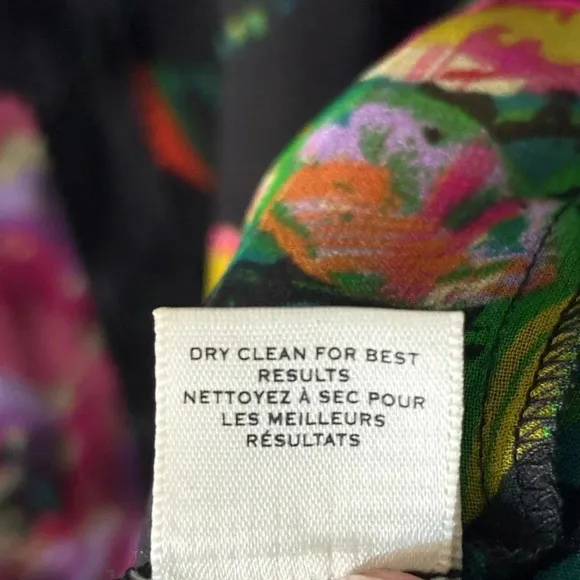 DRY CLEAN FOR BEST
RESULTS
NETTOYEZ À SEC POUR
LES MEILLEURS
RÉSULTATS